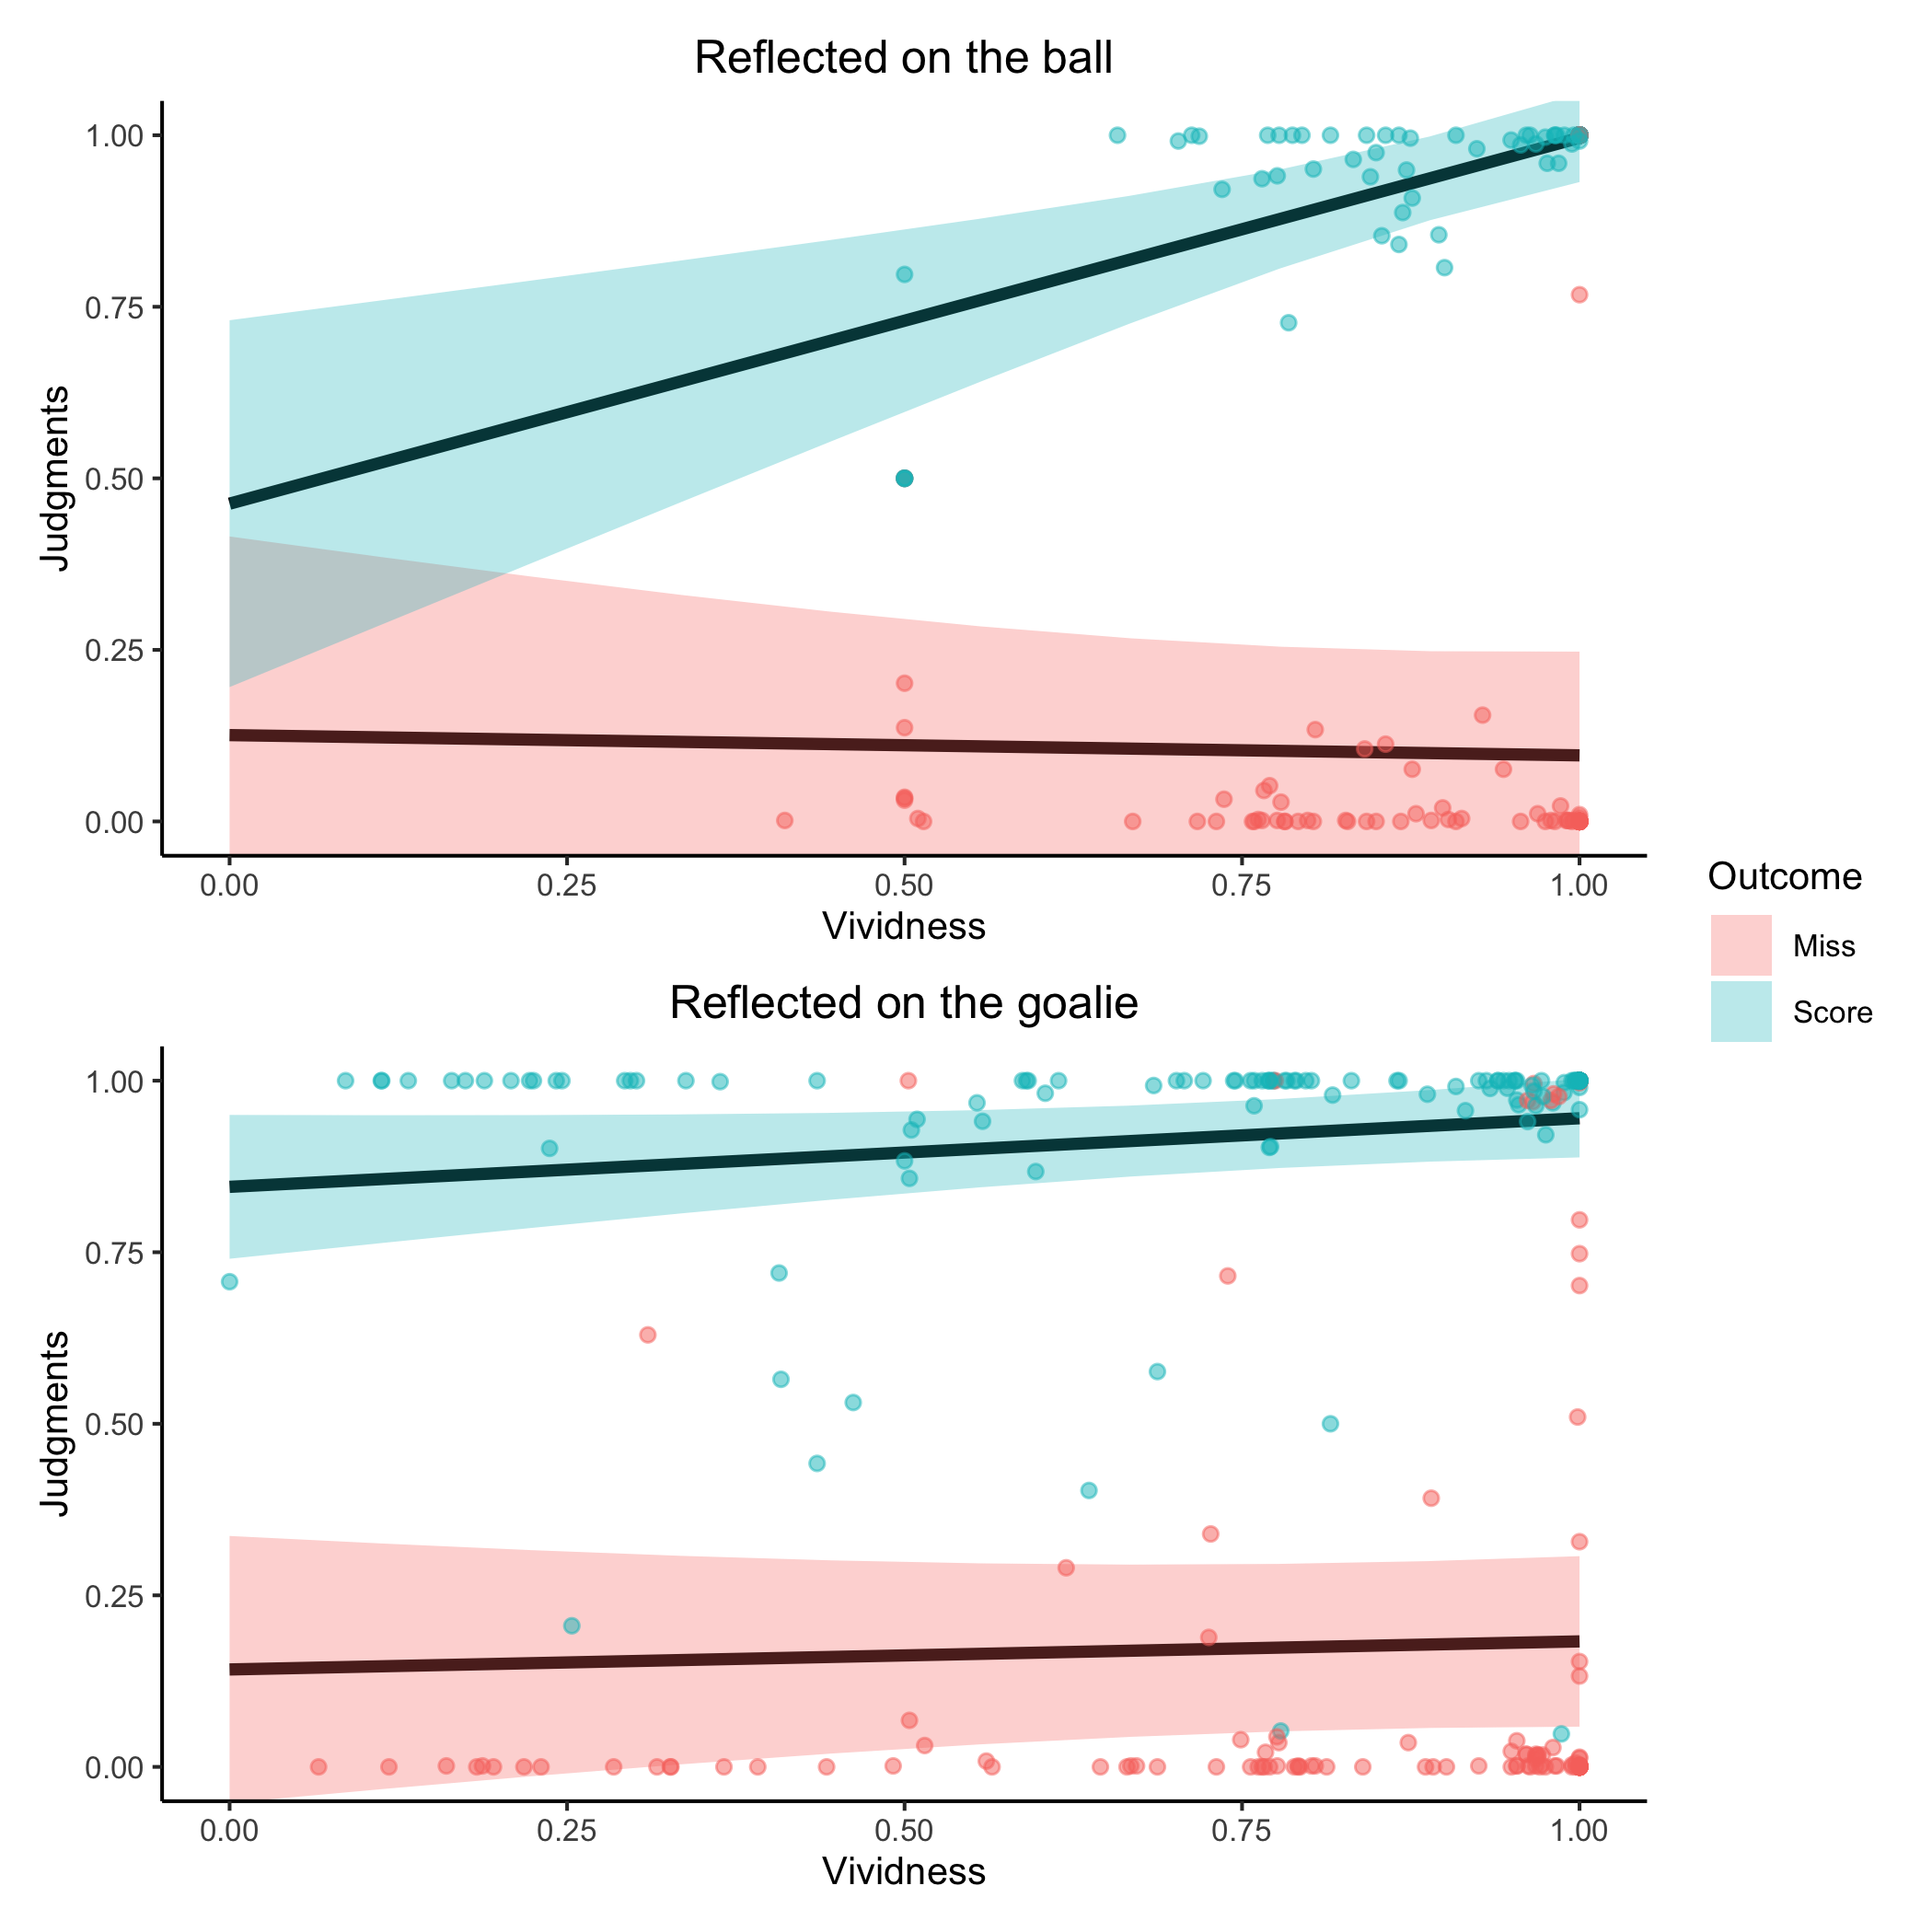 Reflected on the ball
1.00
0.75
0.50
0.25
0.00
Judgments
0.00 0.25 0.50 0.75 1.00
Vividness
Outcome
Miss
Score
Reflected on the goalie
1.00
0.75
0.50
0.25
0.00
Judgments
0.00 0.25 0.50 0.75 1.00
Vividness